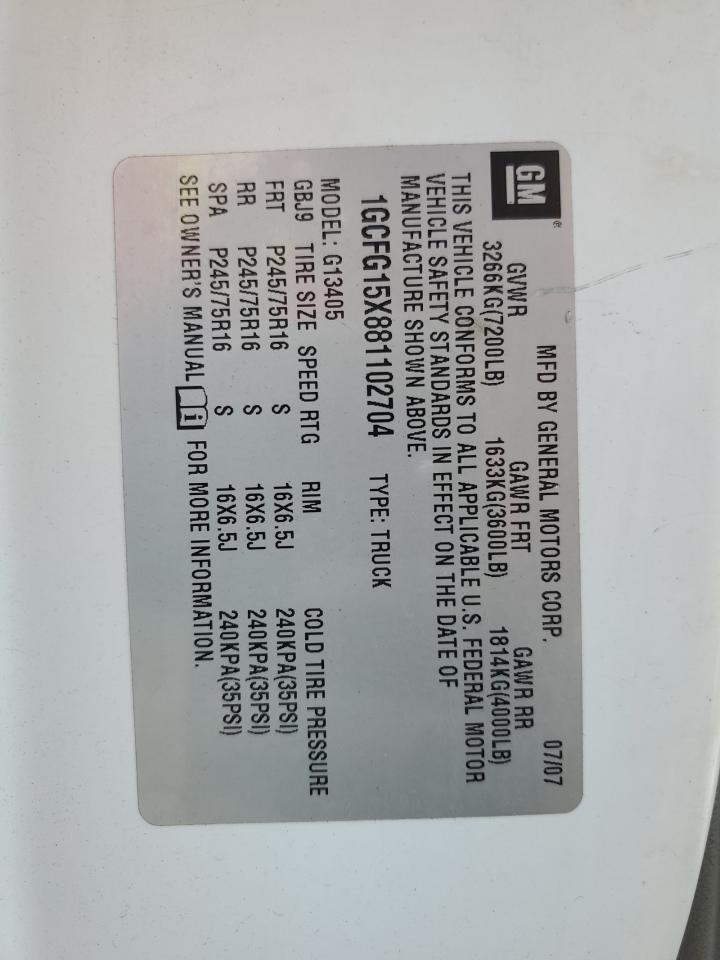 GM
MFD BY GENERAL MOTORS CORP. 07/07
GVWR GAWR FRT GAWR RR
3266KG(7200LB) 1633KG(3600LB) 1814KG(4000LB)
THIS VEHICLE CONFORMS TO ALL APPLICABLE U.S. FEDERAL MOTOR
VEHICLE SAFETY STANDARDS IN EFFECT ON THE DATE OF
MANUFACTURE SHOWN ABOVE.
1GCFG15X881102704 TYPE: TRUCK
MODEL: G13405
GBJ9 TIRE SIZE SPEED RTG RIM COLD TIRE PRESSURE
FRT P245/75R16 S 16X6.5J 240KPA(35PSI)
RR P245/75R16 S 16X6.5J 240KPA(35PSI)
SPA P245/75R16 S 16X6.5J 240KPA(35PSI)
SEE OWNER'S MANUAL i FOR MORE INFORMATION.